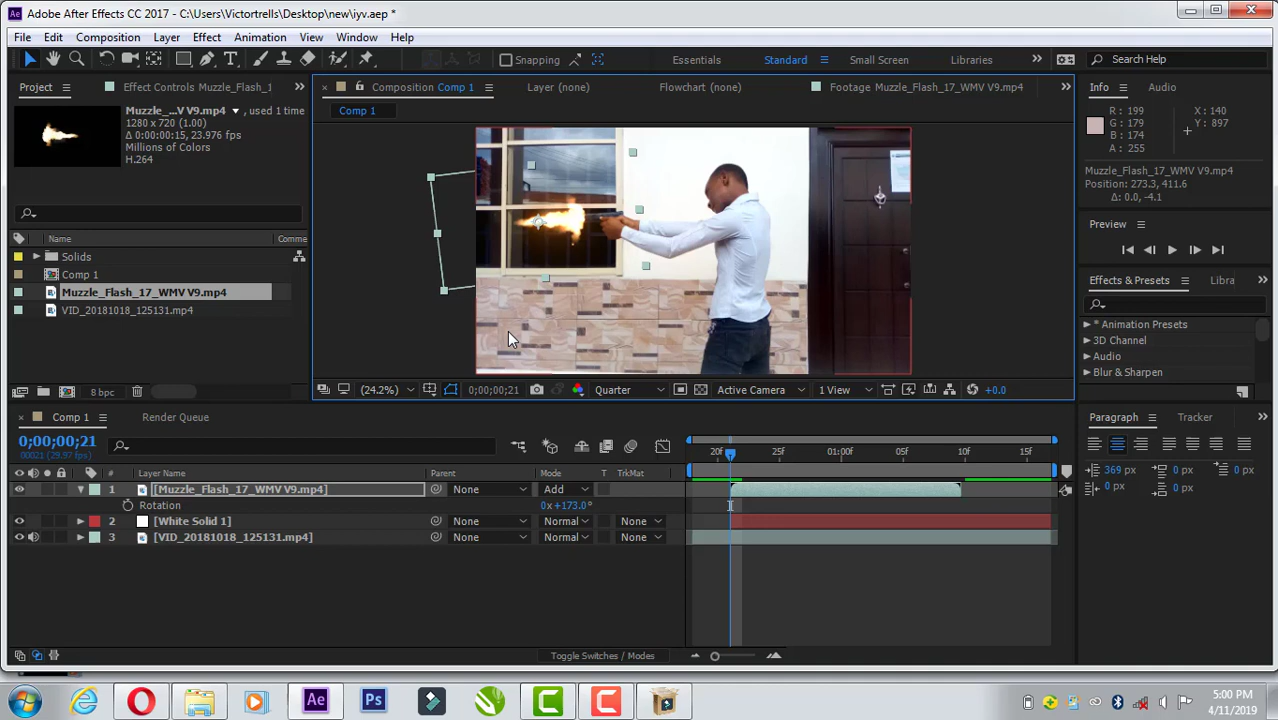 Adobe After Effects CC 2017 - C:\Users\Victortrells\Desktop\new\iyv.aep *
File Edit Composition Layer Effect Animation View Window Help
Snapping Essentials Standard Small Screen Libraries Search Help
Project Effect Controls Muzzle_Flash_1 Composition Comp 1 Layer (none) Flowchart (none) Footage Muzzle_Flash_17_WMV V9.mp4 Info Audio
Comp 1
Muzzle_...V V9.mp4 , used 1 time
1280 x 720 (1.00)
Δ 0:00:00:15, 23.976 fps
Millions of Colors
H.264
R : 199
G : 179
B : 174
A : 255
X : 140
Y : 897
Muzzle_Flash_17_WMV V9.mp4
Position: 273.3, 411.6
Δ: 0.0, -4.1
Preview
Name Comme
Solids
Comp 1
Muzzle_Flash_17_WMV V9.mp4
VID_20181018_125131.mp4
Effects & Presets Libra
* Animation Presets
3D Channel
Audio
Blur & Sharpen
8 bpc
(24.2%) 0;00;00;21 Quarter Active Camera 1 View +0.0
Comp 1 Render Queue
Paragraph Tracker
0;00;00;21
00021 (29.97 fps)
20f 25f 01:00f 05f 10f 15f
# Layer Name Parent Mode T TrkMat
1 [Muzzle_Flash_17_WMV V9.mp4] None Add
Rotation 0x+173.0°
2 [White Solid 1] None Normal None
3 [VID_20181018_125131.mp4] None Normal None
369 px 0 px 0 px
0 px 0 px
Toggle Switches / Modes
Ae Ps
5:00 PM
4/11/2019